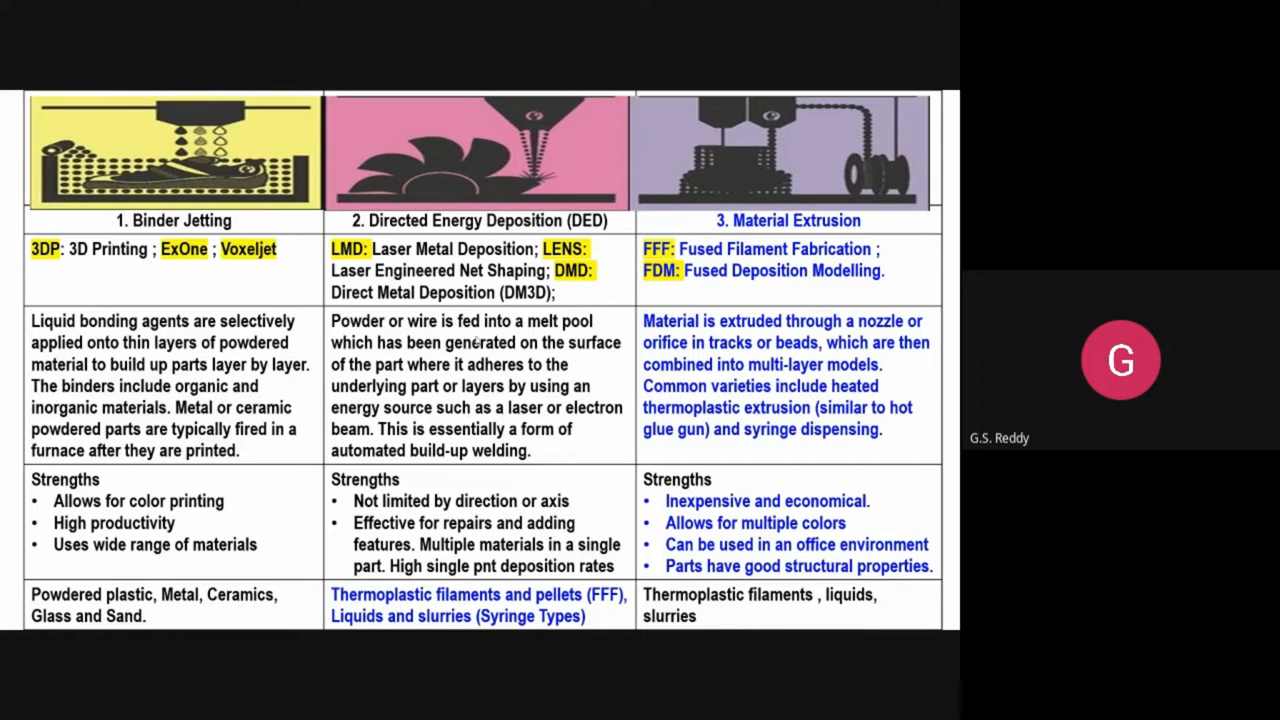 1. Binder Jetting
2. Directed Energy Deposition (DED)
3. Material Extrusion
3DP: 3D Printing ; ExOne ; Voxeljet
LMD: Laser Metal Deposition; LENS:
Laser Engineered Net Shaping; DMD:
Direct Metal Deposition (DM3D);
FFF: Fused Filament Fabrication ;
FDM: Fused Deposition Modelling.
Liquid bonding agents are selectively
applied onto thin layers of powdered
material to build up parts layer by layer.
The binders include organic and
inorganic materials. Metal or ceramic
powdered parts are typically fired in a
furnace after they are printed.
Powder or wire is fed into a melt pool
which has been generated on the surface
of the part where it adheres to the
underlying part or layers by using an
energy source such as a laser or electron
beam. This is essentially a form of
automated build-up welding.
Material is extruded through a nozzle or
orifice in tracks or beads, which are then
combined into multi-layer models.
Common varieties include heated
thermoplastic extrusion (similar to hot
glue gun) and syringe dispensing.
Strengths
• Allows for color printing
• High productivity
• Uses wide range of materials
Strengths
• Not limited by direction or axis
• Effective for repairs and adding
features. Multiple materials in a single
part. High single pnt deposition rates
Strengths
• Inexpensive and economical.
• Allows for multiple colors
• Can be used in an office environment
• Parts have good structural properties.
Powdered plastic, Metal, Ceramics,
Glass and Sand.
Thermoplastic filaments and pellets (FFF),
Liquids and slurries (Syringe Types)
Thermoplastic filaments , liquids,
slurries
G
G.S. Reddy